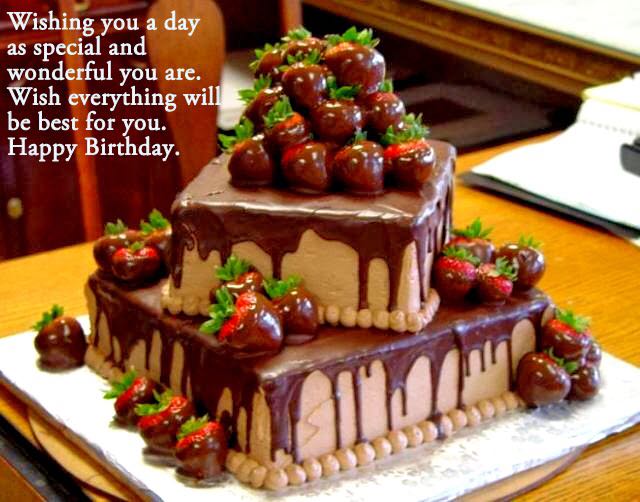 Wishing you a day
as special and
wonderful you are.
Wish everything will
be best for you.
Happy Birthday.